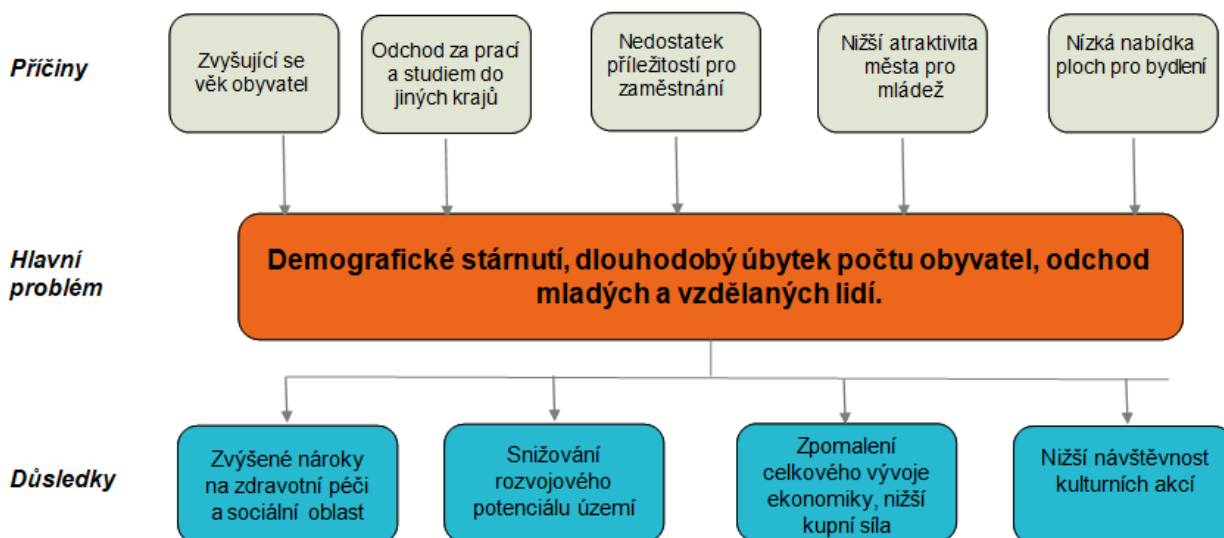 Příčiny
Zvyšující se
věk obyvatel
Odchod za prací
a studiem do
jiných krajů
Nedostatek
příležitostí pro
zaměstnání
Nižší atraktivita
města pro
mládež
Nízká nabídka
ploch pro bydlení
Hlavní
problém
Demografické stárnutí, dlouhodobý úbytek počtu obyvatel, odchod
mladých a vzdělaných lidí.
Důsledky
Zvýšené nároky
na zdravotní péči
a sociální oblast
Snižování
rozvojového
potenciálu území
Zpomalení
celkového vývoje
ekonomiky, nižší
kupní síla
Nižší návštěvnost
kulturních akcí